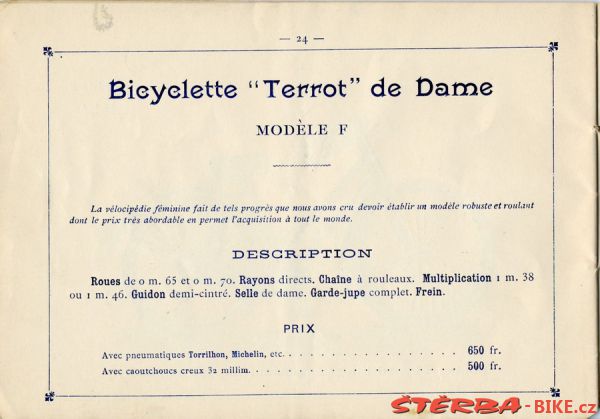 — 24 —
Bicyclette "Terrot" de Dame
MODÈLE F
La vélocipédie féminine fait de tels progrès que nous avons cru devoir établir un modèle robuste et roulant
dont le prix très abordable en permet l'acquisition à tout le monde.
DESCRIPTION
Roues de 0 m. 65 et 0 m. 70. Rayons directs. Chaîne à rouleaux. Multiplication 1 m. 38
ou 1 m. 46. Guidon demi-cintré. Selle de dame. Garde-jupe complet. Frein.
PRIX
Avec pneumatiques Torrilhon, Michelin, etc. . . . . . . . . . . . . . . . . . 650 fr.
Avec caoutchoucs creux 32 millim. . . . . . . . . . . . . . . . . . . . . 500 fr.
ŠTĚRBA-BIKE.cz